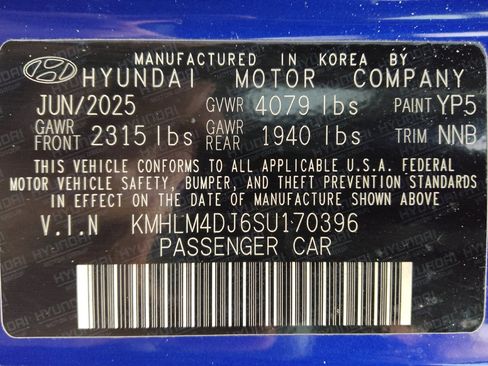 MANUFACTURED IN KOREA BY
HYUNDAI MOTOR COMPANY
JUN/2025 GVWR 4079 lbs PAINT YP5
GAWR FRONT 2315 lbs GAWR REAR 1940 lbs TRIM NNB
THIS VEHICLE CONFORMS TO ALL APPLICABLE U.S.A. FEDERAL
MOTOR VEHICLE SAFETY, BUMPER, AND THEFT PREVENTION STANDARDS
IN EFFECT ON THE DATE OF MANUFACTURE SHOWN ABOVE
V.I.N KMHLM4DJ6SU170396
PASSENGER CAR